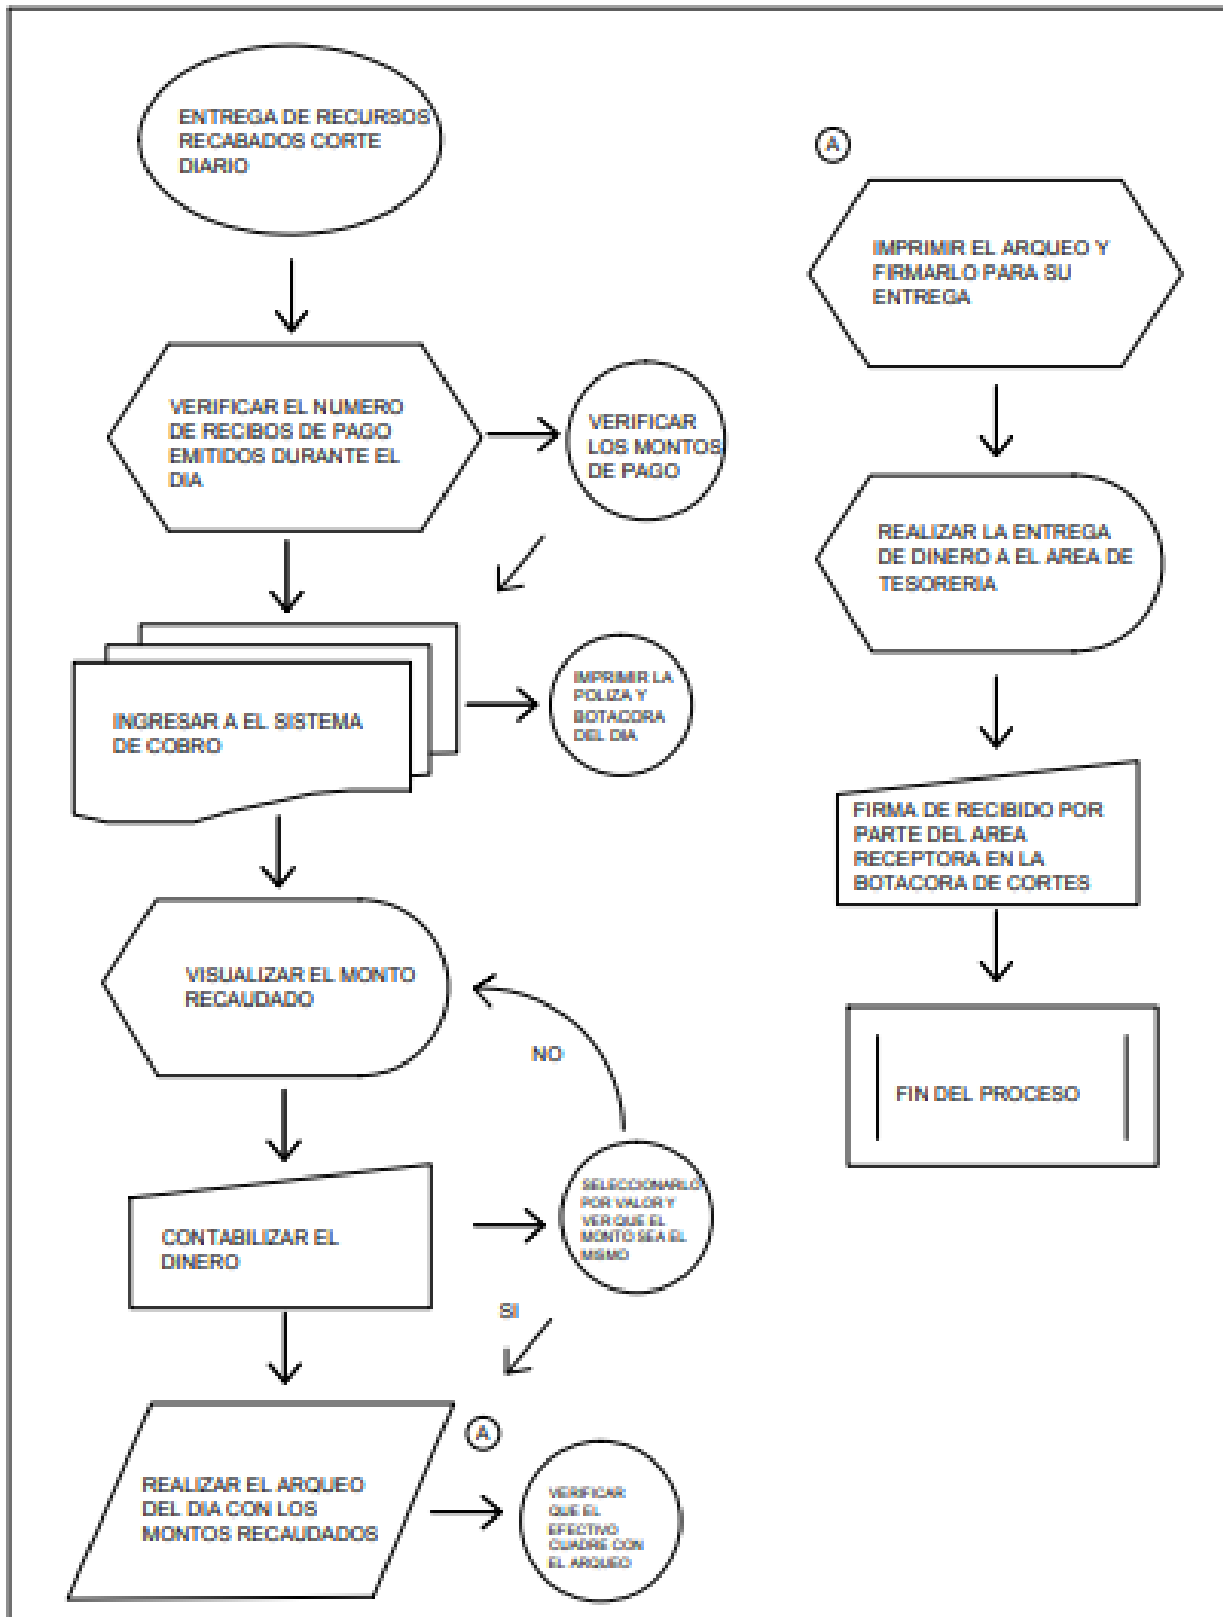 ENTREGA DE RECURSOS
RECABADOS CORTE
DIARIO
VERIFICAR EL NUMERO
DE RECIBOS DE PAGO
EMITIDOS DURANTE EL
DIA
VERIFICAR
LOS MONTOS
DE PAGO
INGRESAR A EL SISTEMA
DE COBRO
IMPRIMIR LA
POLIZA Y
BOTACORA
DEL DIA
VISUALIZAR EL MONTO
RECAUDADO
NO
CONTABILIZAR EL
DINERO
SELECCIONARLO
POR VALOR Y
VER QUE EL
MONTO SEA EL
MISMO
SI
REALIZAR EL ARQUEO
DEL DIA CON LOS
MONTOS RECAUDADOS
A
VERIFICAR
QUE EL
EFECTIVO
CUADRE CON
EL ARQUEO
A
IMPRIMIR EL ARQUEO Y
FIRMARLO PARA SU
ENTREGA
REALIZAR LA ENTREGA
DE DINERO A EL AREA DE
TESORERIA
FIRMA DE RECIBIDO POR
PARTE DEL AREA
RECEPTORA EN LA
BOTACORA DE CORTES
FIN DEL PROCESO